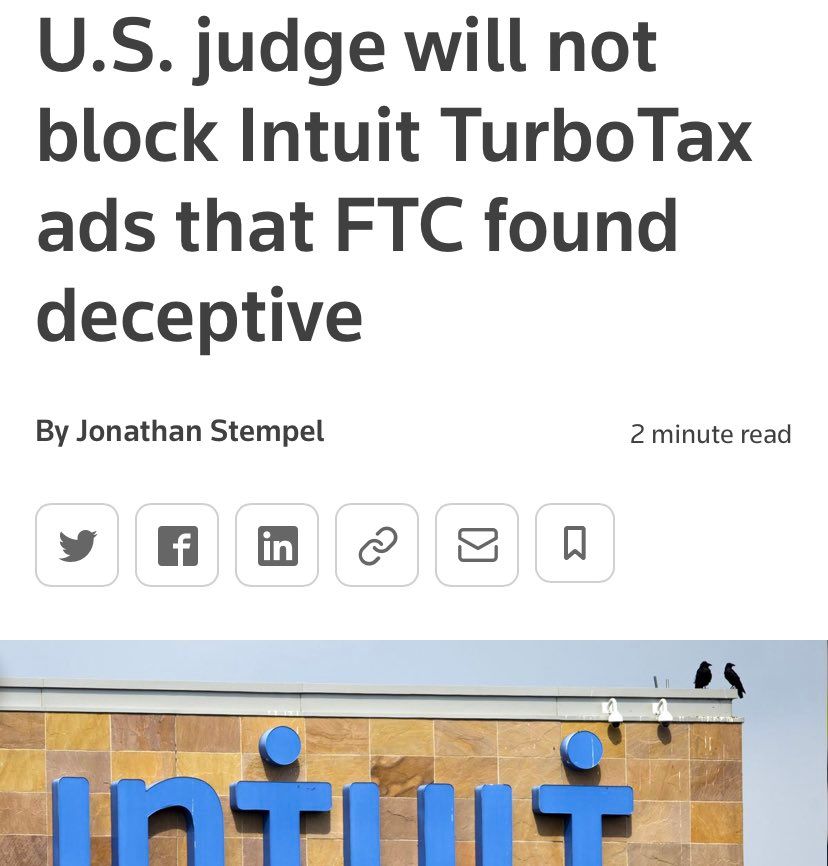 U.S. judge will not
block Intuit TurboTax
ads that FTC found
deceptive
By Jonathan Stempel
2 minute read
intuit